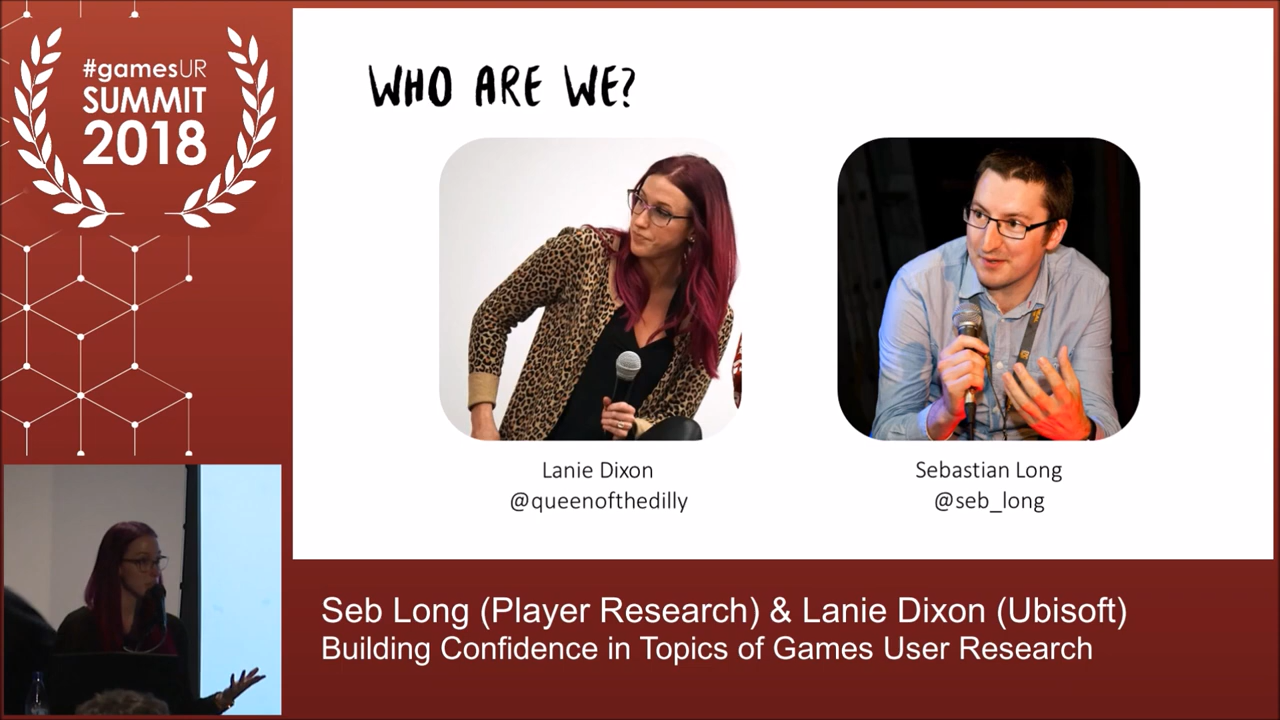 #gamesUR
SUMMIT
2018
WHO ARE WE?
Lanie Dixon
@queenofthedilly
Sebastian Long
@seb_long
Seb Long (Player Research) & Lanie Dixon (Ubisoft)
Building Confidence in Topics of Games User Research